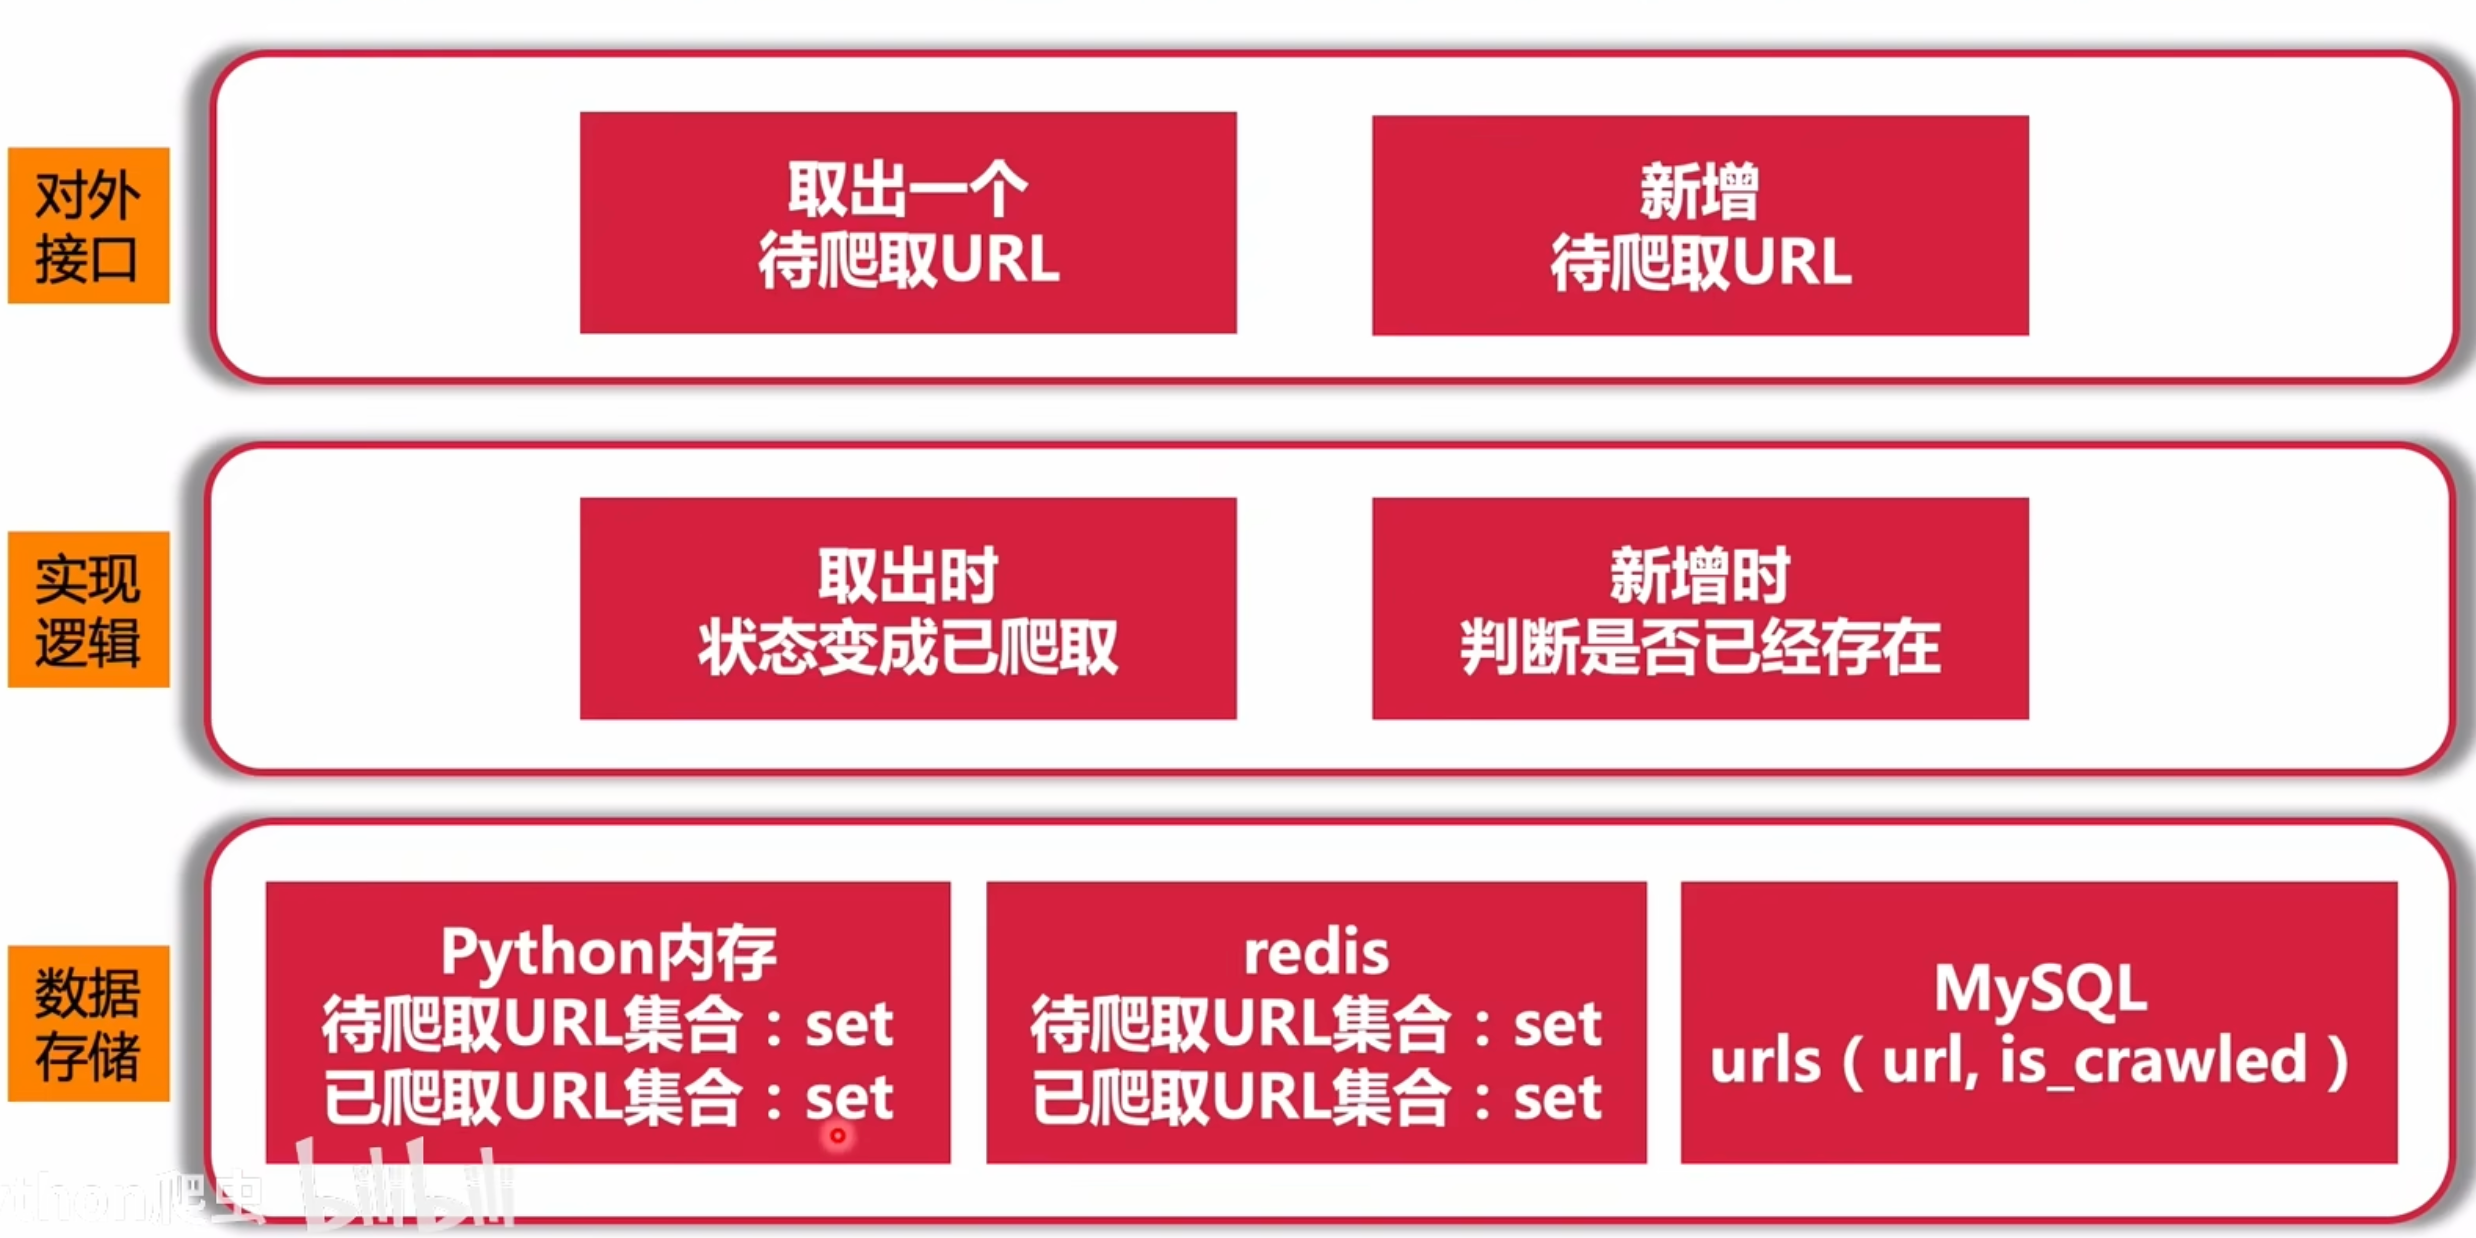 对外
接口
取出一个
待爬取URL
新增
待爬取URL
实现
逻辑
取出时
状态变成已爬取
新增时
判断是否已经存在
数据
存储
Python内存
待爬取URL集合：set
已爬取URL集合：set
redis
待爬取URL集合：set
已爬取URL集合：set
MySQL
urls（url, is_crawled）
ython爬虫 bilibili